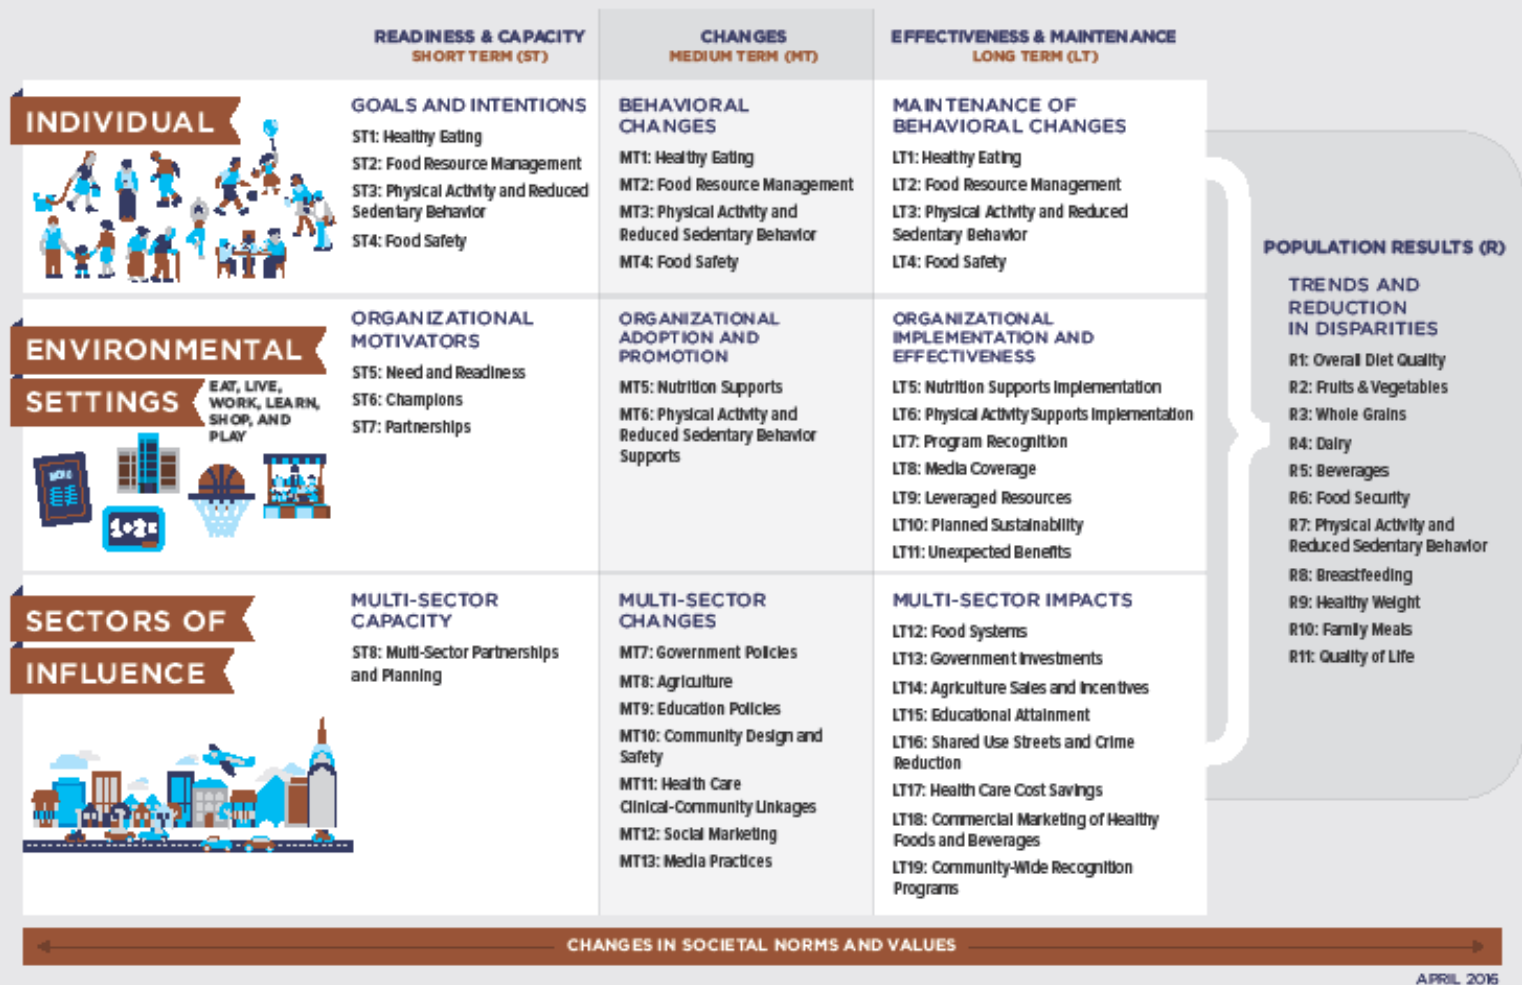 READINESS & CAPACITY
SHORT TERM (ST)
CHANGES
MEDIUM TERM (MT)
EFFECTIVENESS & MAINTENANCE
LONG TERM (LT)
INDIVIDUAL
GOALS AND INTENTIONS
ST1: Healthy Eating
ST2: Food Resource Management
ST3: Physical Activity and Reduced
Sedentary Behavior
ST4: Food Safety
BEHAVIORAL
CHANGES
MT1: Healthy Eating
MT2: Food Resource Management
MT3: Physical Activity and
Reduced Sedentary Behavior
MT4: Food Safety
MAINTENANCE OF
BEHAVIORAL CHANGES
LT1: Healthy Eating
LT2: Food Resource Management
LT3: Physical Activity and Reduced
Sedentary Behavior
LT4: Food Safety
ENVIRONMENTAL
SETTINGS
EAT, LIVE,
WORK, LEARN,
SHOP, AND
PLAY
MENU
1+2=
ORGANIZATIONAL
MOTIVATORS
ST5: Need and Readiness
ST6: Champions
ST7: Partnerships
ORGANIZATIONAL
ADOPTION AND
PROMOTION
MT5: Nutrition Supports
MT6: Physical Activity and
Reduced Sedentary Behavior
Supports
ORGANIZATIONAL
IMPLEMENTATION AND
EFFECTIVENESS
LT5: Nutrition Supports Implementation
LT6: Physical Activity Supports Implementation
LT7: Program Recognition
LT8: Media Coverage
LT9: Leveraged Resources
LT10: Planned Sustainability
LT11: Unexpected Benefits
SECTORS OF
INFLUENCE
MULTI-SECTOR
CAPACITY
ST8: Multi-Sector Partnerships
and Planning
MULTI-SECTOR
CHANGES
MT7: Government Policies
MT8: Agriculture
MT9: Education Policies
MT10: Community Design and
Safety
MT11: Health Care
Clinical-Community Linkages
MT12: Social Marketing
MT13: Media Practices
MULTI-SECTOR IMPACTS
LT12: Food Systems
LT13: Government Investments
LT14: Agriculture Sales and Incentives
LT15: Educational Attainment
LT16: Shared Use Streets and Crime
Reduction
LT17: Health Care Cost Savings
LT18: Commercial Marketing of Healthy
Foods and Beverages
LT19: Community-Wide Recognition
Programs
POPULATION RESULTS (R)
TRENDS AND
REDUCTION
IN DISPARITIES
R1: Overall Diet Quality
R2: Fruits & Vegetables
R3: Whole Grains
R4: Dairy
R5: Beverages
R6: Food Security
R7: Physical Activity and
Reduced Sedentary Behavior
R8: Breastfeeding
R9: Healthy Weight
R10: Family Meals
R11: Quality of Life
CHANGES IN SOCIETAL NORMS AND VALUES
APRIL 2016